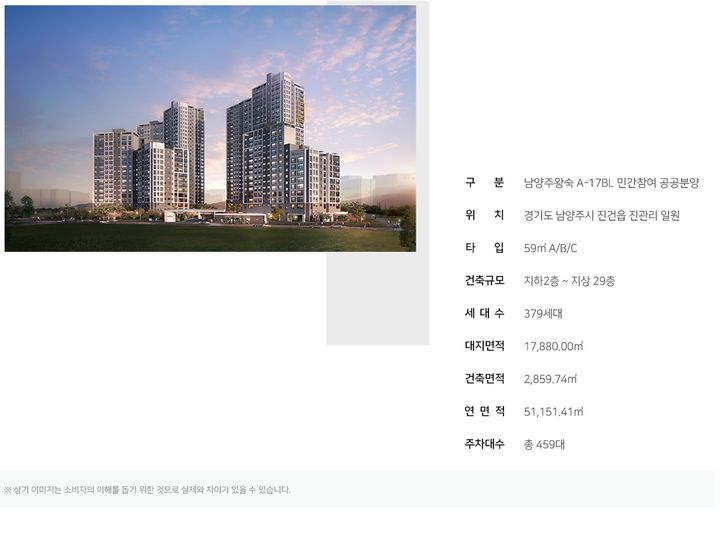 구 분 남양주왕숙 A-17BL 민간참여 공공분양
위 치 경기도 남양주시 진건읍 진관리 일원
타 입 59㎡ A/B/C
건축규모 지하2층 ~ 지상 29층
세 대 수 379세대
대지면적 17,880.00㎡
건축면적 2,859.74㎡
연 면 적 51,151.41㎡
주차대수 총 459대
※ 상기 이미지는 소비자의 이해를 돕기 위한 것으로 실제와 차이가 있을 수 있습니다.